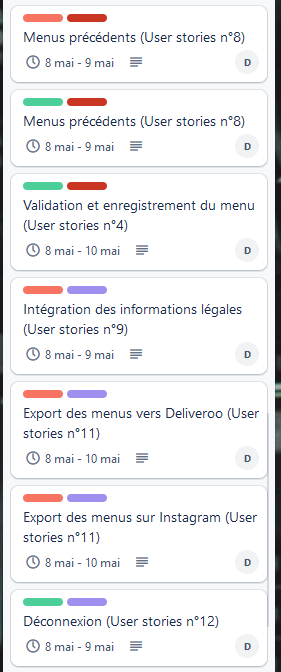 Menus précédents (User stories n°8)
8 mai - 9 mai
D
Menus précédents (User stories n°8)
8 mai - 9 mai
D
Validation et enregistrement du menu
(User stories n°4)
8 mai - 10 mai
D
Intégration des informations légales
(User stories n°9)
8 mai - 9 mai
D
Export des menus vers Deliveroo (User
stories n°11)
8 mai - 10 mai
D
Export des menus sur Instagram (User
stories n°11)
8 mai - 10 mai
D
Déconnexion (User stories n°12)
8 mai - 9 mai
D